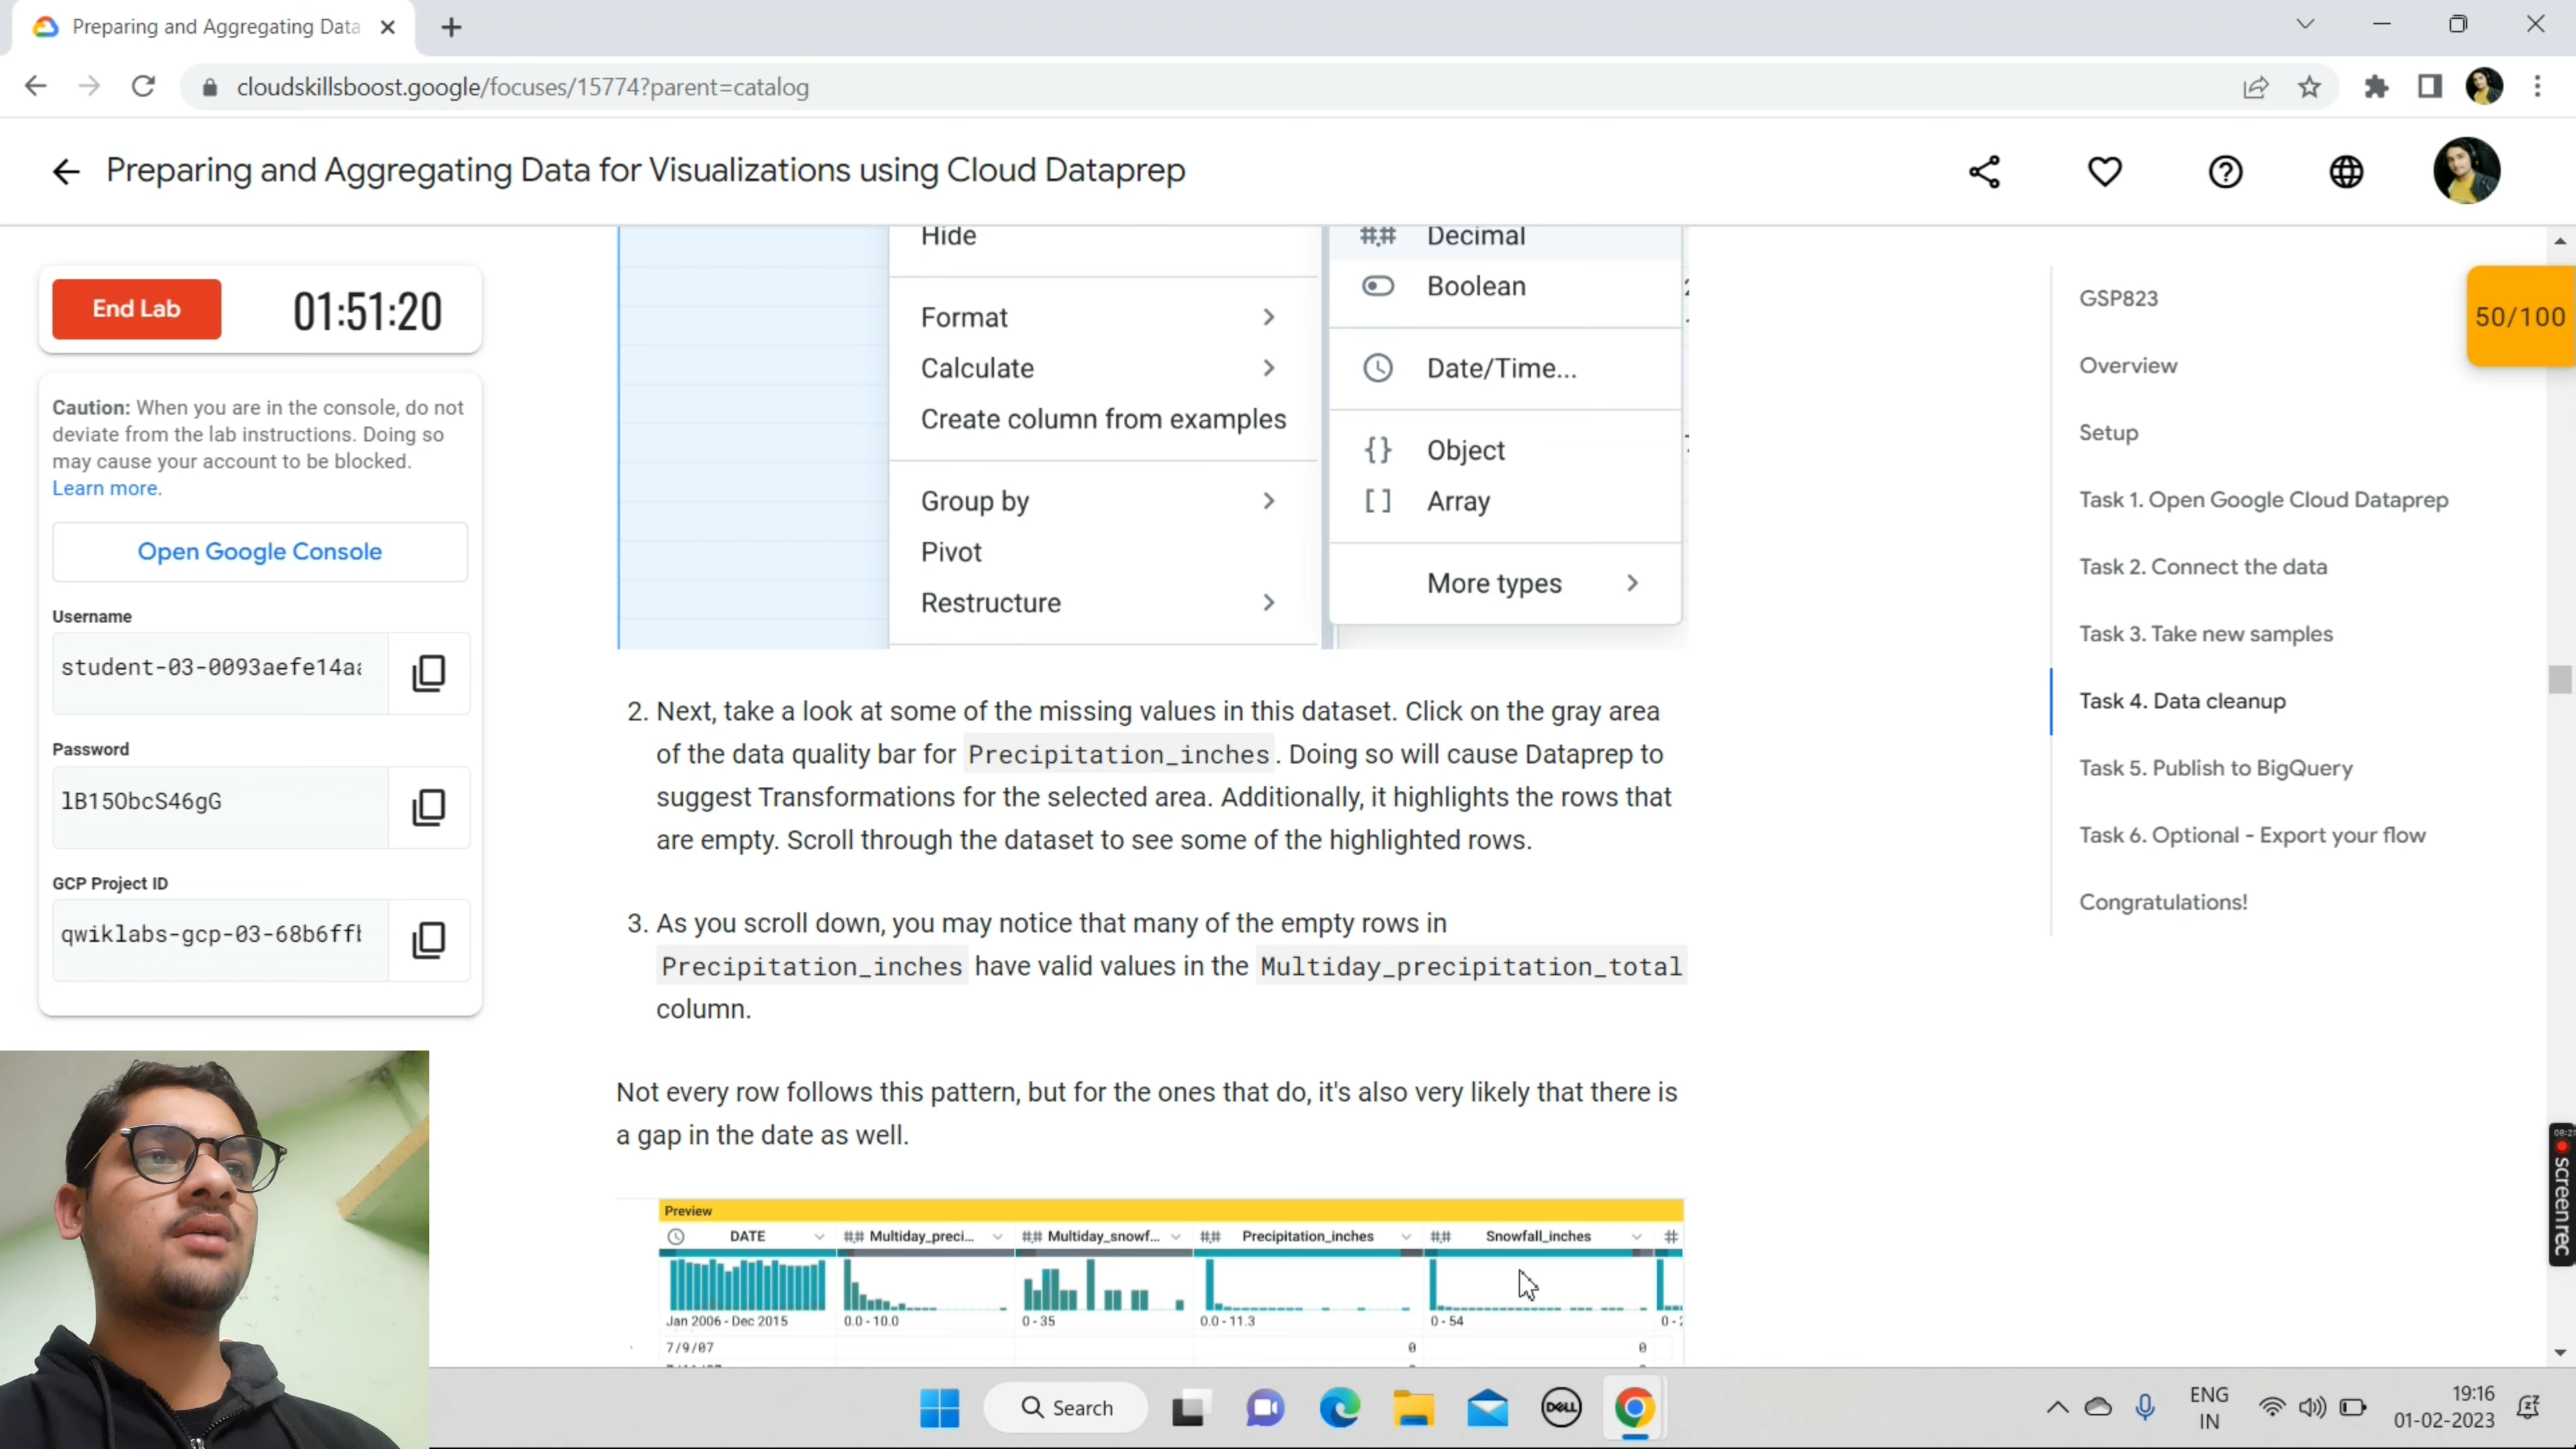 Preparing and Aggregating Data
cloudskillsboost.google/focuses/15774?parent=catalog
Preparing and Aggregating Data for Visualizations using Cloud Dataprep
End Lab
01:51:20
Caution: When you are in the console, do not
deviate from the lab instructions. Doing so
may cause your account to be blocked.
Learn more.
Open Google Console
Username
student-03-0093aefe14a
Password
lB15ObcS46gG
GCP Project ID
qwiklabs-gcp-03-68b6ff
Hide
Format
Calculate
Create column from examples
Group by
Pivot
Restructure
Decimal
Boolean
Date/Time...
{} Object
[ ] Array
More types
2. Next, take a look at some of the missing values in this dataset. Click on the gray area
of the data quality bar for Precipitation_inches. Doing so will cause Dataprep to
suggest Transformations for the selected area. Additionally, it highlights the rows that
are empty. Scroll through the dataset to see some of the highlighted rows.
3. As you scroll down, you may notice that many of the empty rows in
Precipitation_inches have valid values in the Multiday_precipitation_total
column.
Not every row follows this pattern, but for the ones that do, it's also very likely that there is
a gap in the date as well.
Preview
DATE
##.## Multiday_preci...
##.## Multiday_snowf...
##.## Precipitation_inches
##.## Snowfall_inches
#
Jan 2006 - Dec 2015
0.0 - 10.0
0 - 35
0.0 - 11.3
0 - 54
7/9/07
0
0
GSP823
Overview
Setup
Task 1. Open Google Cloud Dataprep
Task 2. Connect the data
Task 3. Take new samples
Task 4. Data cleanup
Task 5. Publish to BigQuery
Task 6. Optional - Export your flow
Congratulations!
50/100
screenrec
Search
DELL
ENG
IN
19:16
01-02-2023